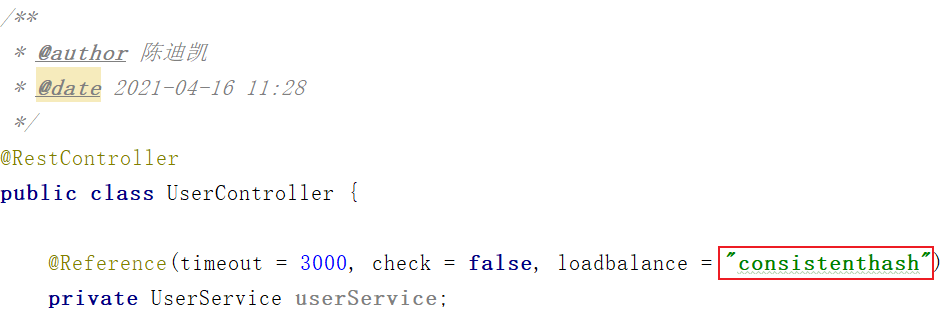 /**
 * @author 陈迪凯
 * @date 2021-04-16 11:28
 */
@RestController
public class UserController {
    @Reference(timeout = 3000, check = false, loadbalance = "consistenthash")
    private UserService userService;